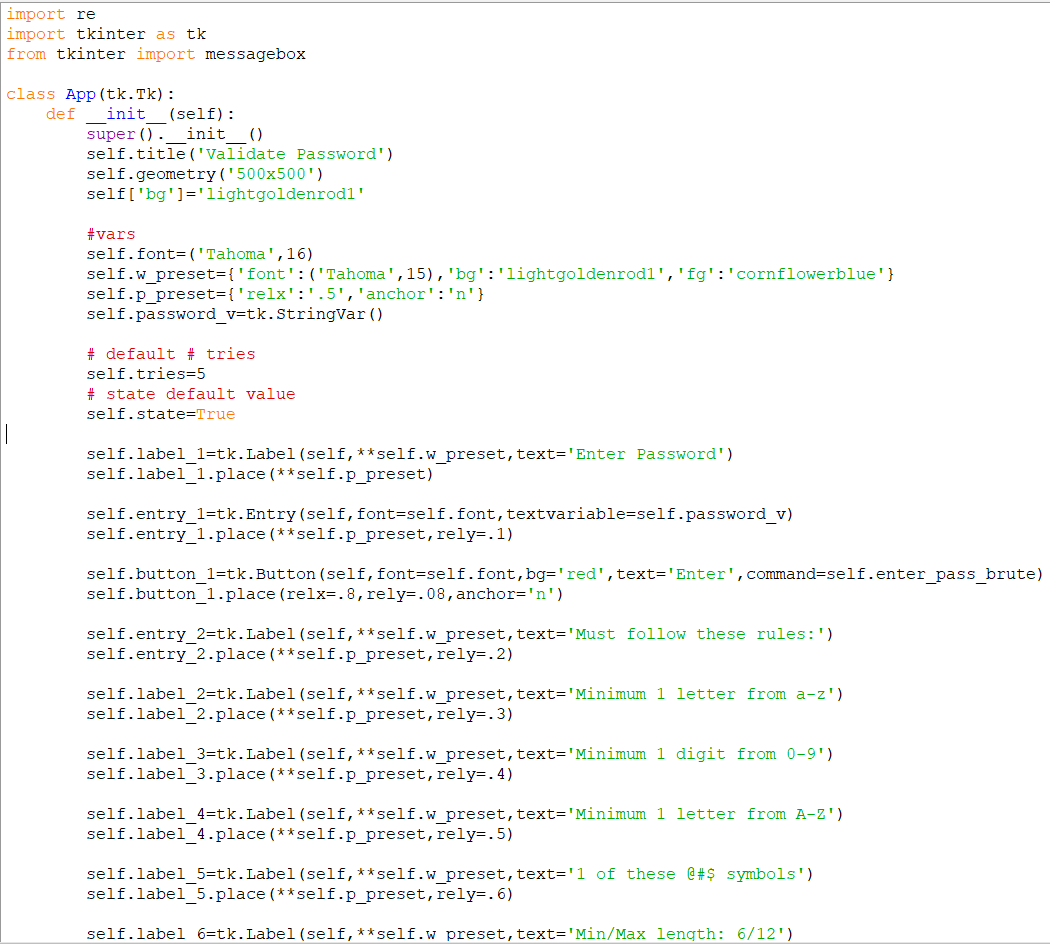 import re
import tkinter as tk
from tkinter import messagebox

class App(tk.Tk):
    def __init__(self):
        super().__init__()
        self.title('Validate Password')
        self.geometry('500x500')
        self['bg']='lightgoldenrod1'

        #vars
        self.font=('Tahoma',16)
        self.w_preset={'font':('Tahoma',15),'bg':'lightgoldenrod1','fg':'cornflowerblue'}
        self.p_preset={'relx':'.5','anchor':'n'}
        self.password_v=tk.StringVar()

        # default # tries
        self.tries=5
        # state default value
        self.state=True

        self.label_1=tk.Label(self,**self.w_preset,text='Enter Password')
        self.label_1.place(**self.p_preset)

        self.entry_1=tk.Entry(self,font=self.font,textvariable=self.password_v)
        self.entry_1.place(**self.p_preset,rely=.1)

        self.button_1=tk.Button(self,font=self.font,bg='red',text='Enter',command=self.enter_pass_brute)
        self.button_1.place(relx=.8,rely=.08,anchor='n')

        self.entry_2=tk.Label(self,**self.w_preset,text='Must follow these rules:')
        self.entry_2.place(**self.p_preset,rely=.2)

        self.label_2=tk.Label(self,**self.w_preset,text='Minimum 1 letter from a-z')
        self.label_2.place(**self.p_preset,rely=.3)

        self.label_3=tk.Label(self,**self.w_preset,text='Minimum 1 digit from 0-9')
        self.label_3.place(**self.p_preset,rely=.4)

        self.label_4=tk.Label(self,**self.w_preset,text='Minimum 1 letter from A-Z')
        self.label_4.place(**self.p_preset,rely=.5)

        self.label_5=tk.Label(self,**self.w_preset,text='1 of these @#$ symbols')
        self.label_5.place(**self.p_preset,rely=.6)

        self.label_6=tk.Label(self,**self.w_preset,text='Min/Max length: 6/12')